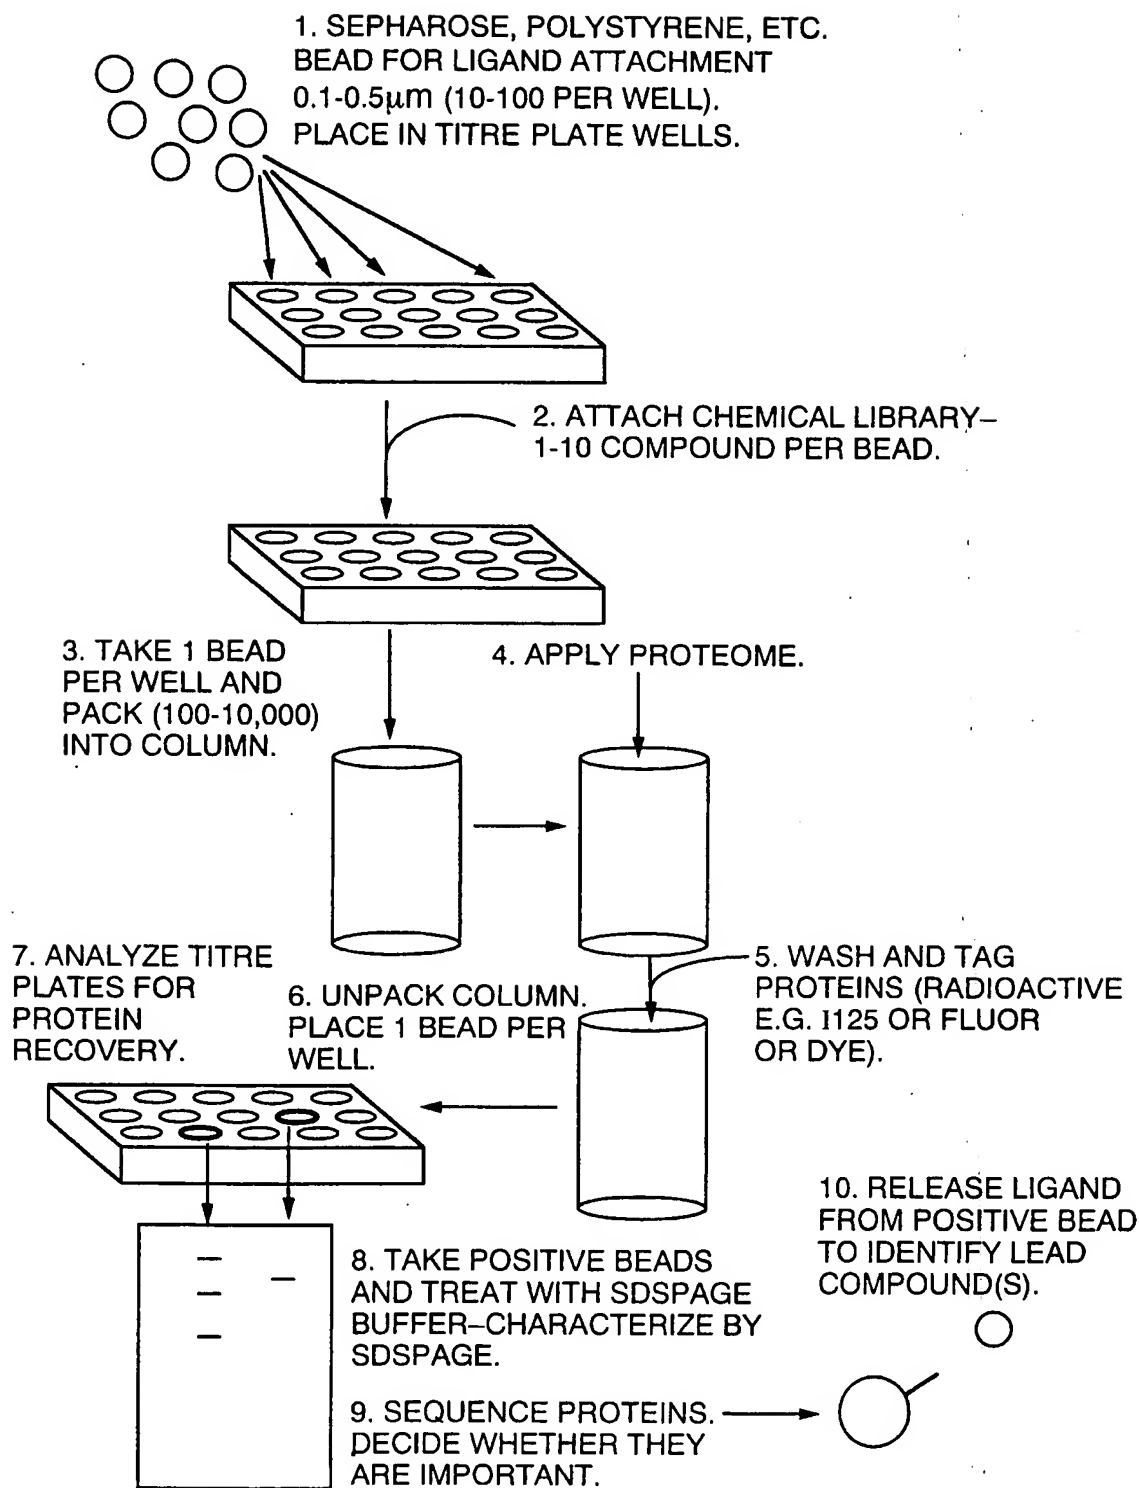 1. SEPHAROSE, POLYSTYRENE, ETC.
BEAD FOR LIGAND ATTACHMENT
0.1-0.5µm (10-100 PER WELL).
PLACE IN TITRE PLATE WELLS.
2. ATTACH CHEMICAL LIBRARY–
1-10 COMPOUND PER BEAD.
3. TAKE 1 BEAD
PER WELL AND
PACK (100-10,000)
INTO COLUMN.
4. APPLY PROTEOME.
5. WASH AND TAG
PROTEINS (RADIOACTIVE
E.G. I125 OR FLUOR
OR DYE).
6. UNPACK COLUMN.
PLACE 1 BEAD PER
WELL.
7. ANALYZE TITRE
PLATES FOR
PROTEIN
RECOVERY.
8. TAKE POSITIVE BEADS
AND TREAT WITH SDSPAGE
BUFFER–CHARACTERIZE BY
SDSPAGE.
9. SEQUENCE PROTEINS.
DECIDE WHETHER THEY
ARE IMPORTANT.
10. RELEASE LIGAND
FROM POSITIVE BEAD
TO IDENTIFY LEAD
COMPOUND(S).